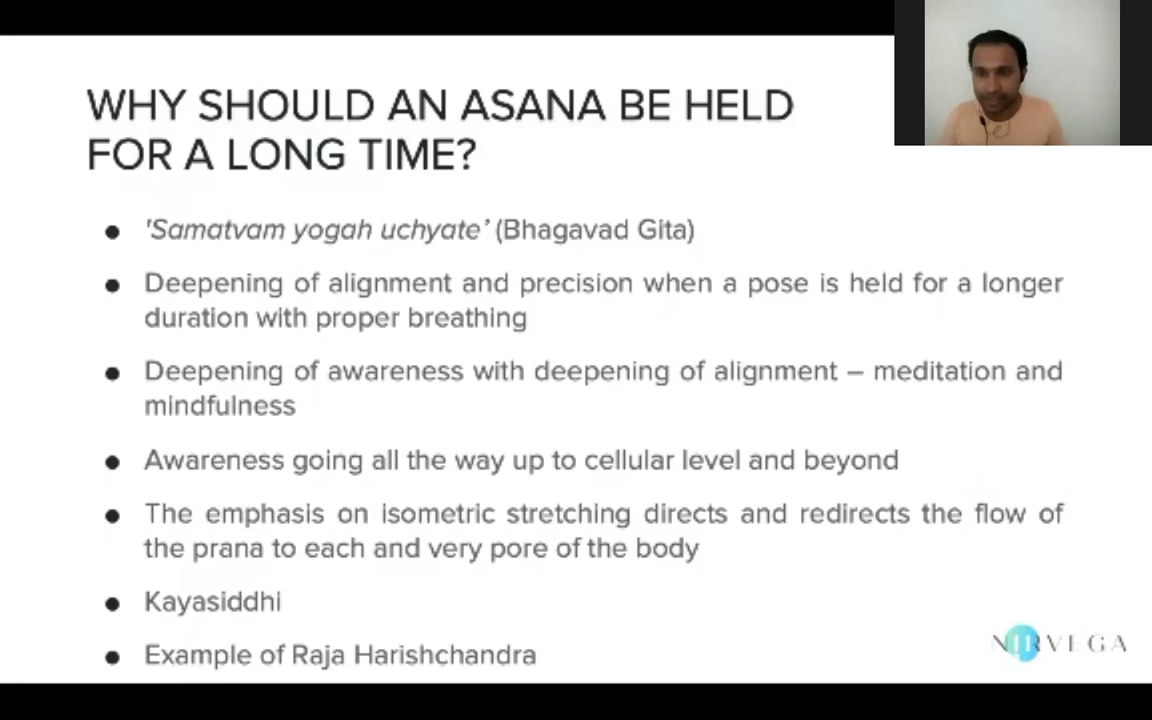 WHY SHOULD AN ASANA BE HELD
FOR A LONG TIME?
● 'Samatvam yogah uchyate' (Bhagavad Gita)
● Deepening of alignment and precision when a pose is held for a longer
duration with proper breathing
● Deepening of awareness with deepening of alignment – meditation and
mindfulness
● Awareness going all the way up to cellular level and beyond
● The emphasis on isometric stretching directs and redirects the flow of
the prana to each and very pore of the body
● Kayasiddhi
● Example of Raja Harishchandra
NIRVEGA